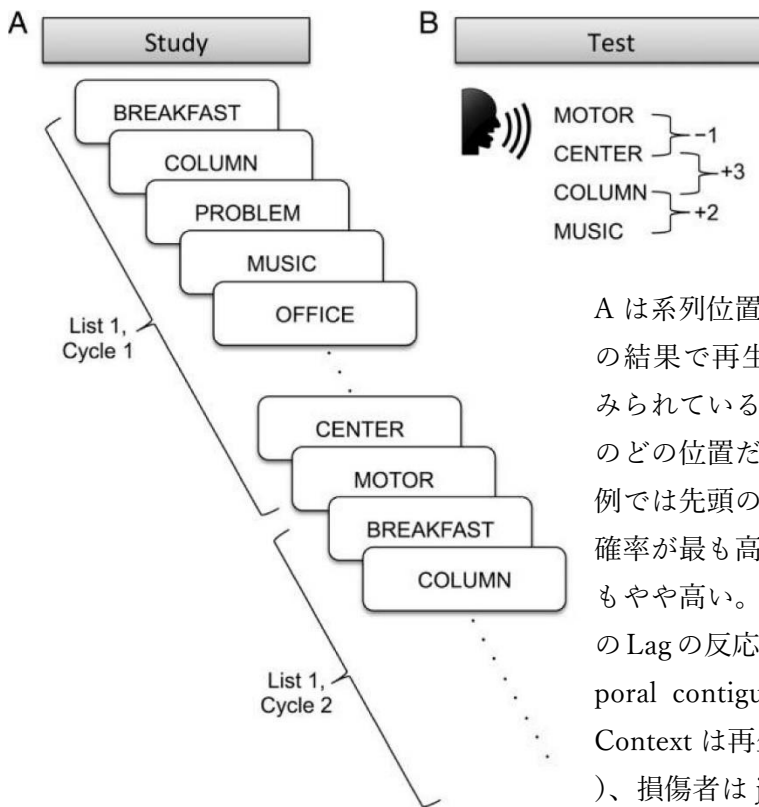 A
Study
BREAKFAST
COLUMN
PROBLEM
MUSIC
OFFICE
List 1,
Cycle 1
CENTER
MOTOR
BREAKFAST
COLUMN
List 1,
Cycle 2
B
Test
MOTOR
CENTER
COLUMN
MUSIC
−1
+3
+2
A は系列位置
の結果で再生
みられている
のどの位置だ
例では先頭の
確率が最も高
もやや高い。
の Lag の反応
poral contigu
Context は再
)、損傷者は